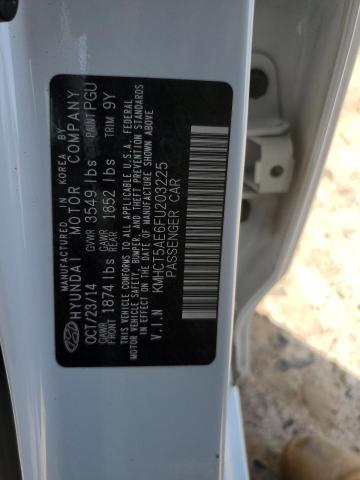 MANUFACTURED IN KOREA BY
HYUNDAI MOTOR COMPANY
OCT/23/14 GVWR 3549 lbs PAINT PGU
GAWR FRONT 1874 lbs GAWR REAR 1852 lbs TRIM 9Y
THIS VEHICLE CONFORMS TO ALL APPLICABLE U.S.A. FEDERAL
MOTOR VEHICLE SAFETY, BUMPER, AND THEFT PREVENTION STANDARDS
IN EFFECT ON THE DATE OF MANUFACTURE SHOWN ABOVE.
V.I.N KMHCT5AE6FU203225
PASSENGER CAR